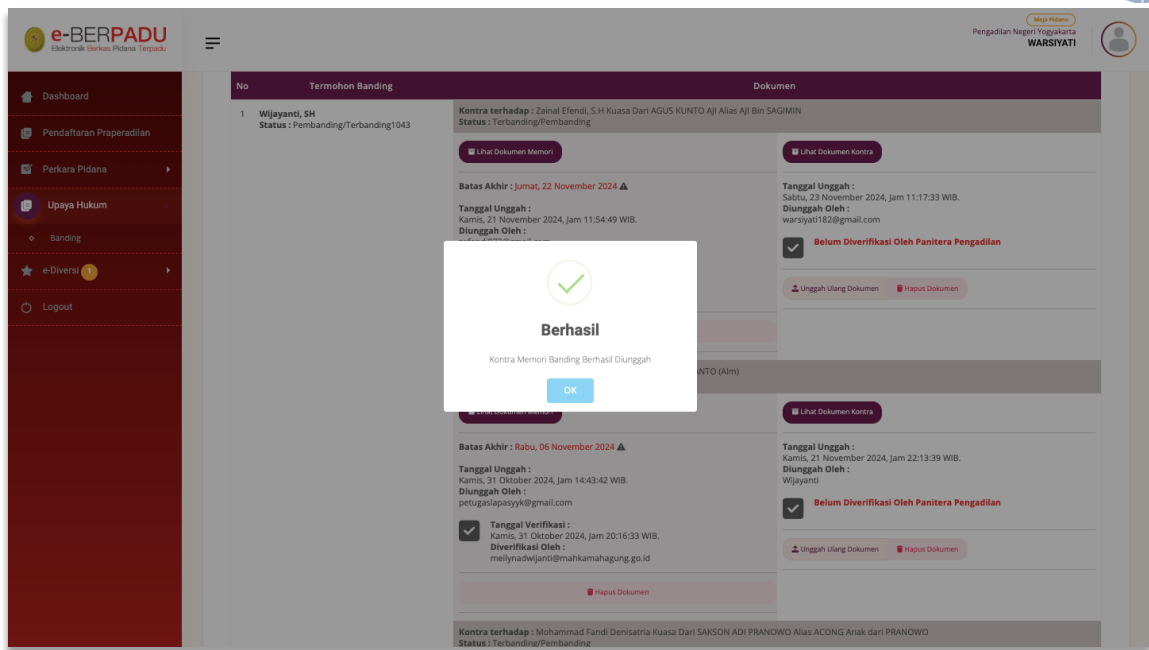 e-BERPADU
Elektronik Berkas Pidana Terpadu
Meja Pidana
Pengadilan Negeri Yogyakarta
WARSIYATI
Dashboard
Pendaftaran Praperadilan
Perkara Pidana
Upaya Hukum
Banding
e-Diversi 1
Logout
No Termohon Banding Dokumen
1 Wijayanti, SH
Status : Pembanding/Terbanding1043
Kontra terhadap : Zainal Efendi, S.H Kuasa Dari AGUS KUNTO AJI Alias AJI Bin SAGIMIN
Status : Terbanding/Pembanding
Lihat Dokumen Memori
Batas Akhir : Jumat, 22 November 2024
Tanggal Unggah :
Kamis, 21 November 2024, Jam 11:54:49 WIB.
Diunggah Oleh :
Lihat Dokumen Kontra
Tanggal Unggah :
Sabtu, 23 November 2024, Jam 11:17:33 WIB.
Diunggah Oleh :
warsiyati182@gmail.com
Belum Diverifikasi Oleh Panitera Pengadilan
Unggah Ulang Dokumen Hapus Dokumen
Berhasil
Kontra Memori Banding Berhasil Diunggah
OK
(Alm)
Lihat Dokumen Memori
Batas Akhir : Rabu, 06 November 2024
Tanggal Unggah :
Kamis, 31 Oktober 2024, Jam 14:43:42 WIB.
Diunggah Oleh :
petugaslapasyyk@gmail.com
Tanggal Verifikasi :
Kamis, 31 Oktober 2024, Jam 20:16:33 WIB.
Diverifikasi Oleh :
meilynadwijanti@mahkamahagung.go.id
Hapus Dokumen
Lihat Dokumen Kontra
Tanggal Unggah :
Kamis, 21 November 2024, Jam 22:13:39 WIB.
Diunggah Oleh :
Wijayanti
Belum Diverifikasi Oleh Panitera Pengadilan
Unggah Ulang Dokumen Hapus Dokumen
Kontra terhadap : Mohammad Fandi Denisatria Kuasa Dari SAKSON ADI PRANOWO Alias ACONG Anak dari PRANOWO
Status : Terbanding/Pembanding